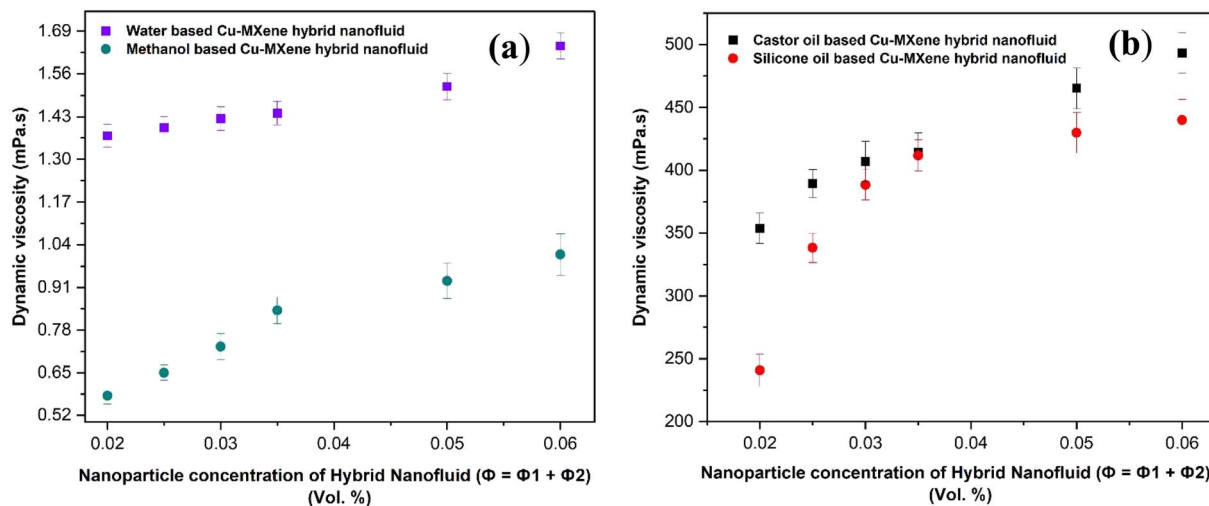 Water based Cu-MXene hybrid nanofluid
Methanol based Cu-MXene hybrid nanofluid
(a)
Dynamic viscosity (mPa.s)
1.69
1.56
1.43
1.30
1.17
1.04
0.91
0.78
0.65
0.52
0.02
0.03
0.04
0.05
0.06
Nanoparticle concentration of Hybrid Nanofluid (Φ = Φ1 + Φ2)
(Vol. %)
Castor oil based Cu-MXene hybrid nanofluid
Silicone oil based Cu-MXene hybrid nanofluid
(b)
Dynamic viscosity (mPa.s)
500
450
400
350
300
250
200
0.02
0.03
0.04
0.05
0.06
Nanoparticle concentration of Hybrid Nanofluid (Φ = Φ1 + Φ2)
(Vol. %)